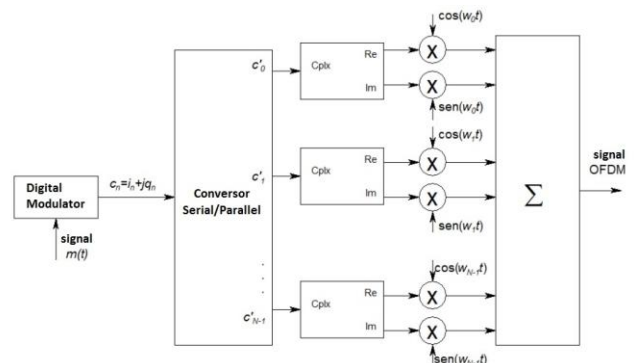 Digital
Modulator
signal
m(t)
cₙ=iₙ+jqₙ
Conversor
Serial/Parallel
c'₀
c'₁
.
.
.
c'N-1
Cplx
Re
Im
cos(w₀t)
X
X
sen(w₀t)
Cplx
Re
Im
cos(w₁t)
X
X
sen(w₁t)
Cplx
Re
Im
cos(wN-1t)
X
X
sen(wN-1t)
Σ
signal
OFDM